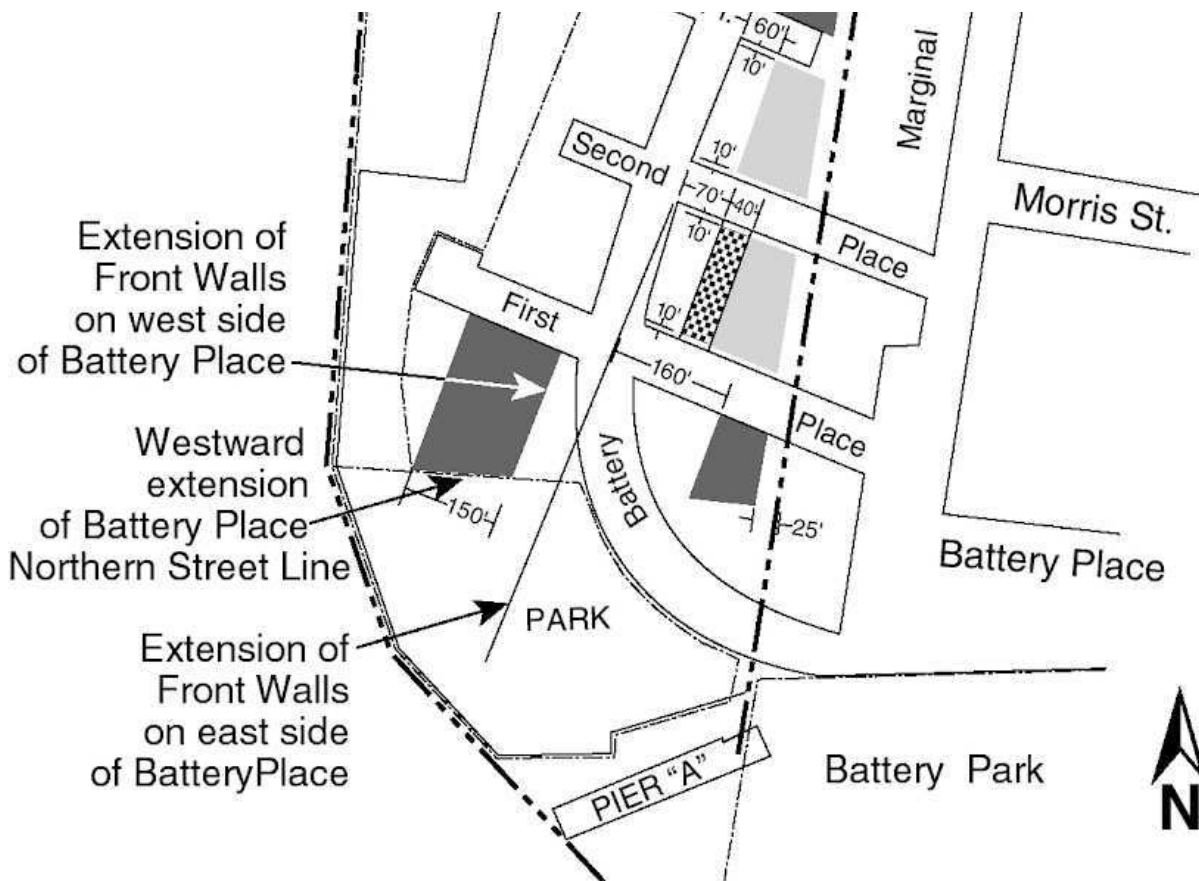 60'
10'
Marginal
10'
Second
70'
40'
Morris St.
10'
Place
Extension of
Front Walls
on west side
of Battery Place
First
10'
160'
Place
Westward
extension
of Battery Place
Northern Street Line
150'
Battery
25'
Battery Place
PARK
Extension of
Front Walls
on east side
of BatteryPlace
PIER "A"
Battery Park
N